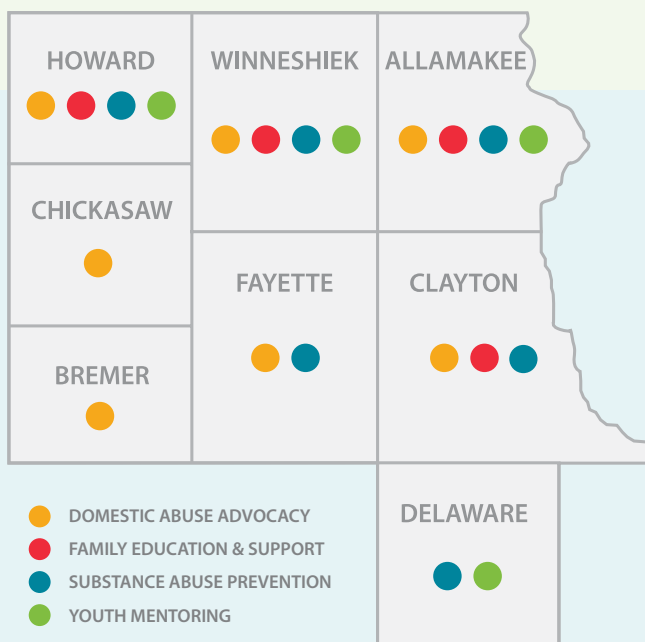 HOWARD
WINNESHIEK
ALLAMAKEE
CHICKASAW
FAYETTE
CLAYTON
BREMER
DELAWARE
DOMESTIC ABUSE ADVOCACY
FAMILY EDUCATION & SUPPORT
SUBSTANCE ABUSE PREVENTION
YOUTH MENTORING